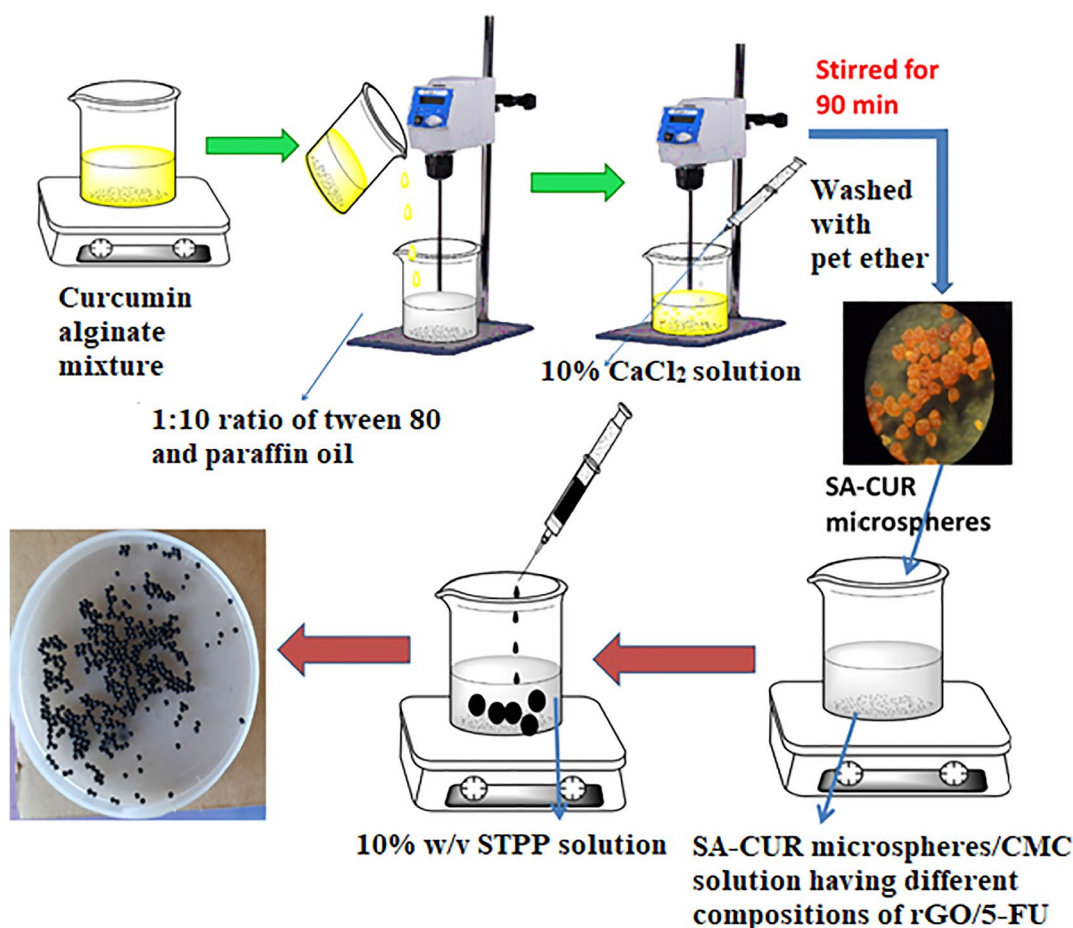 Stirred for
90 min
Washed
with
pet ether
Curcumin
alginate
mixture
10% CaCl₂ solution
1:10 ratio of tween 80
and paraffin oil
SA-CUR
microspheres
10% w/v STPP solution
SA-CUR microspheres/CMC
solution having different
compositions of rGO/5-FU